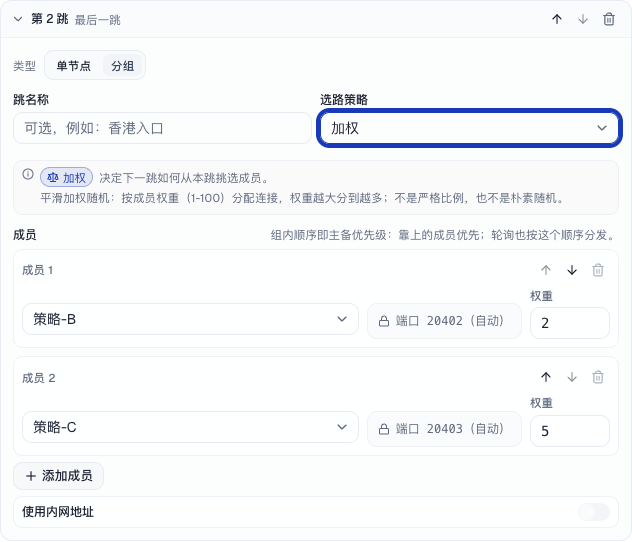 第 2 跳 最后一跳
类型 单节点 分组
跳名称 选路策略
可选，例如：香港入口 加权
加权 决定下一跳如何从本跳挑选成员。
平滑加权随机：按成员权重（1-100）分配连接，权重越大分到越多；不是严格比例，也不是朴素随机。
成员 组内顺序即主备优先级：靠上的成员优先；轮询也按这个顺序分发。
成员 1
权重
策略-B 端口 20402（自动） 2
成员 2
权重
策略-C 端口 20403（自动） 5
添加成员
使用内网地址